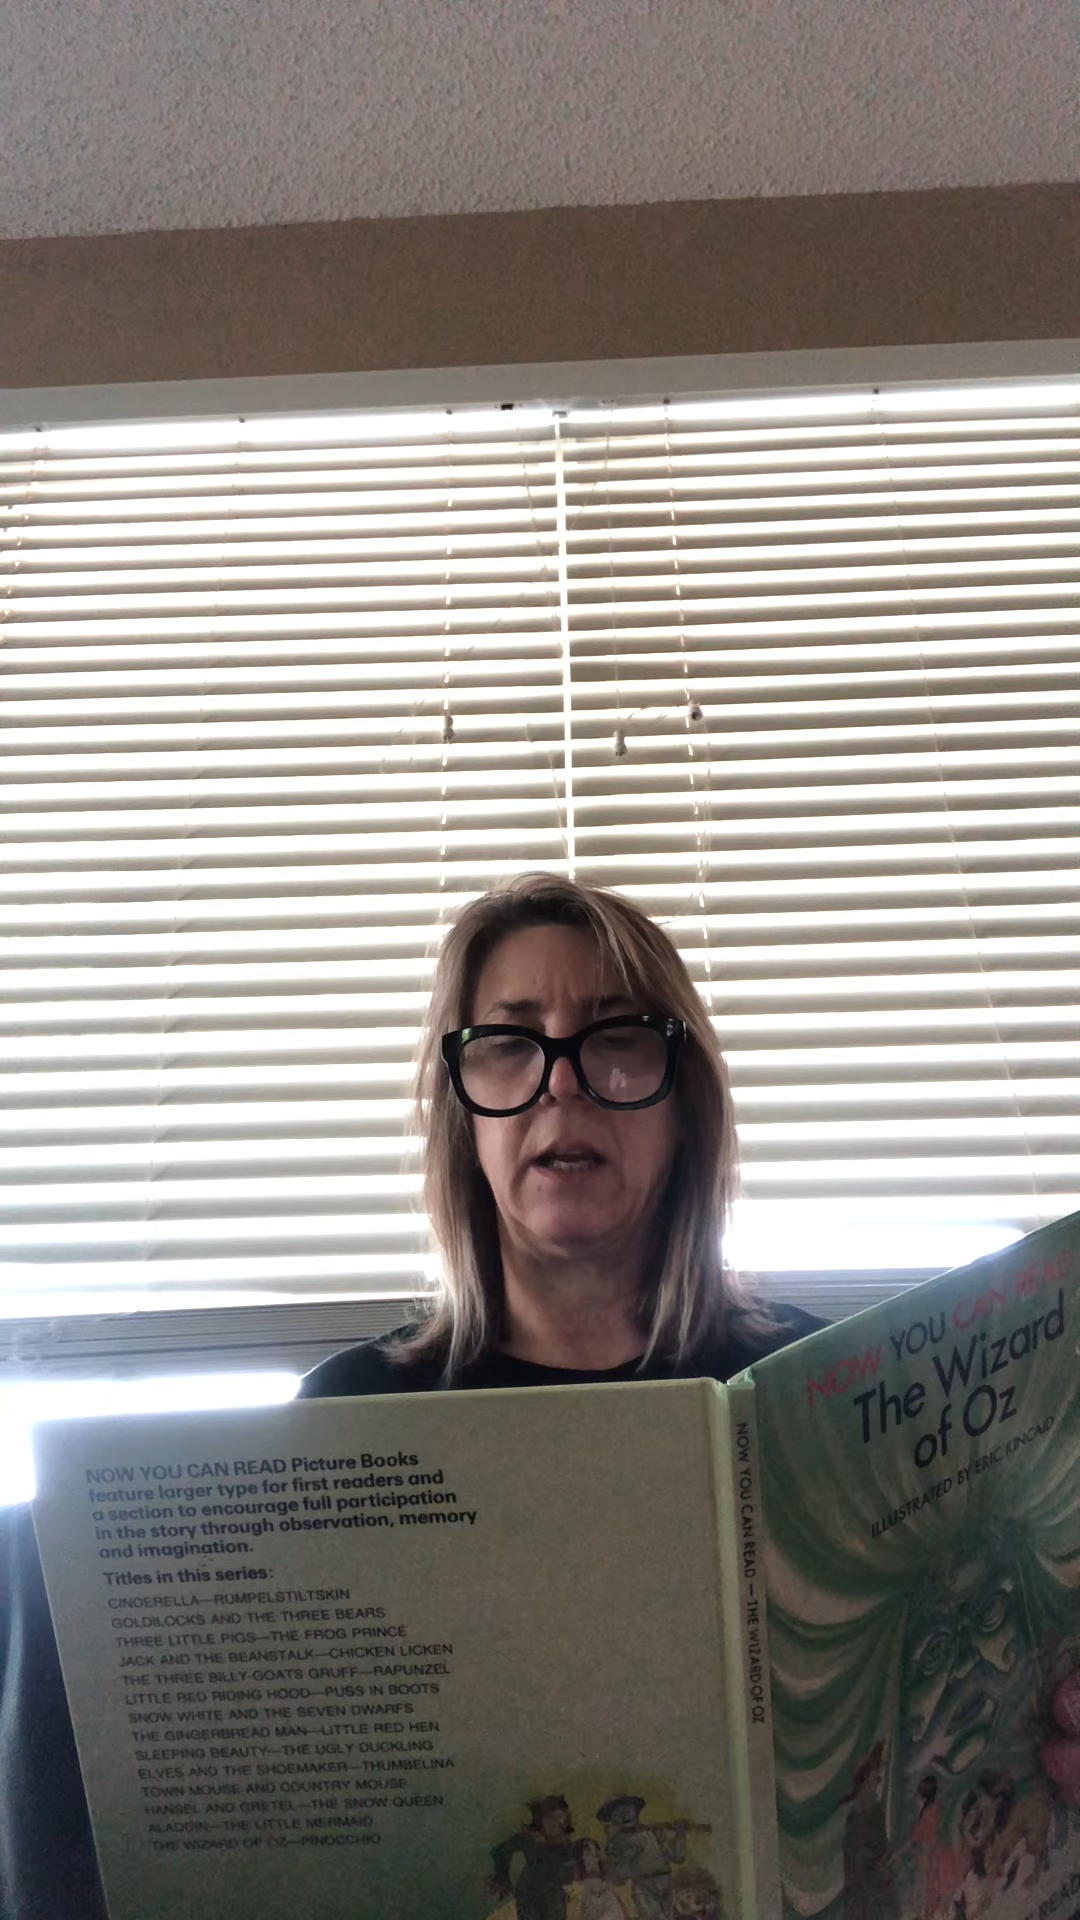 NOW YOU CAN READ Picture Books
feature larger type for first readers and
a section to encourage full participation
in the story through observation, memory
and imagination.
Titles in this series:
CINDERELLA—RUMPELSTILTSKIN
GOLDILOCKS AND THE THREE BEARS
THREE LITTLE PIGS—THE FROG PRINCE
JACK AND THE BEANSTALK—CHICKEN LICKEN
THE THREE BILLY-GOATS GRUFF—RAPUNZEL
LITTLE RED RIDING HOOD—PUSS IN BOOTS
SNOW WHITE AND THE SEVEN DWARFS
THE GINGERBREAD MAN—LITTLE RED HEN
SLEEPING BEAUTY—THE UGLY DUCKLING
ELVES AND THE SHOEMAKER—THUMBELINA
TOWN MOUSE AND COUNTRY MOUSE
HANSEL AND GRETEL—THE SNOW QUEEN
ALADDIN—THE LITTLE MERMAID
THE WIZARD OF OZ—PINOCCHIO
NOW YOU CAN READ — THE WIZARD OF OZ
NOW YOU CAN READ
The Wizard
of Oz
ILLUSTRATED BY ERIC KINCAID
READ